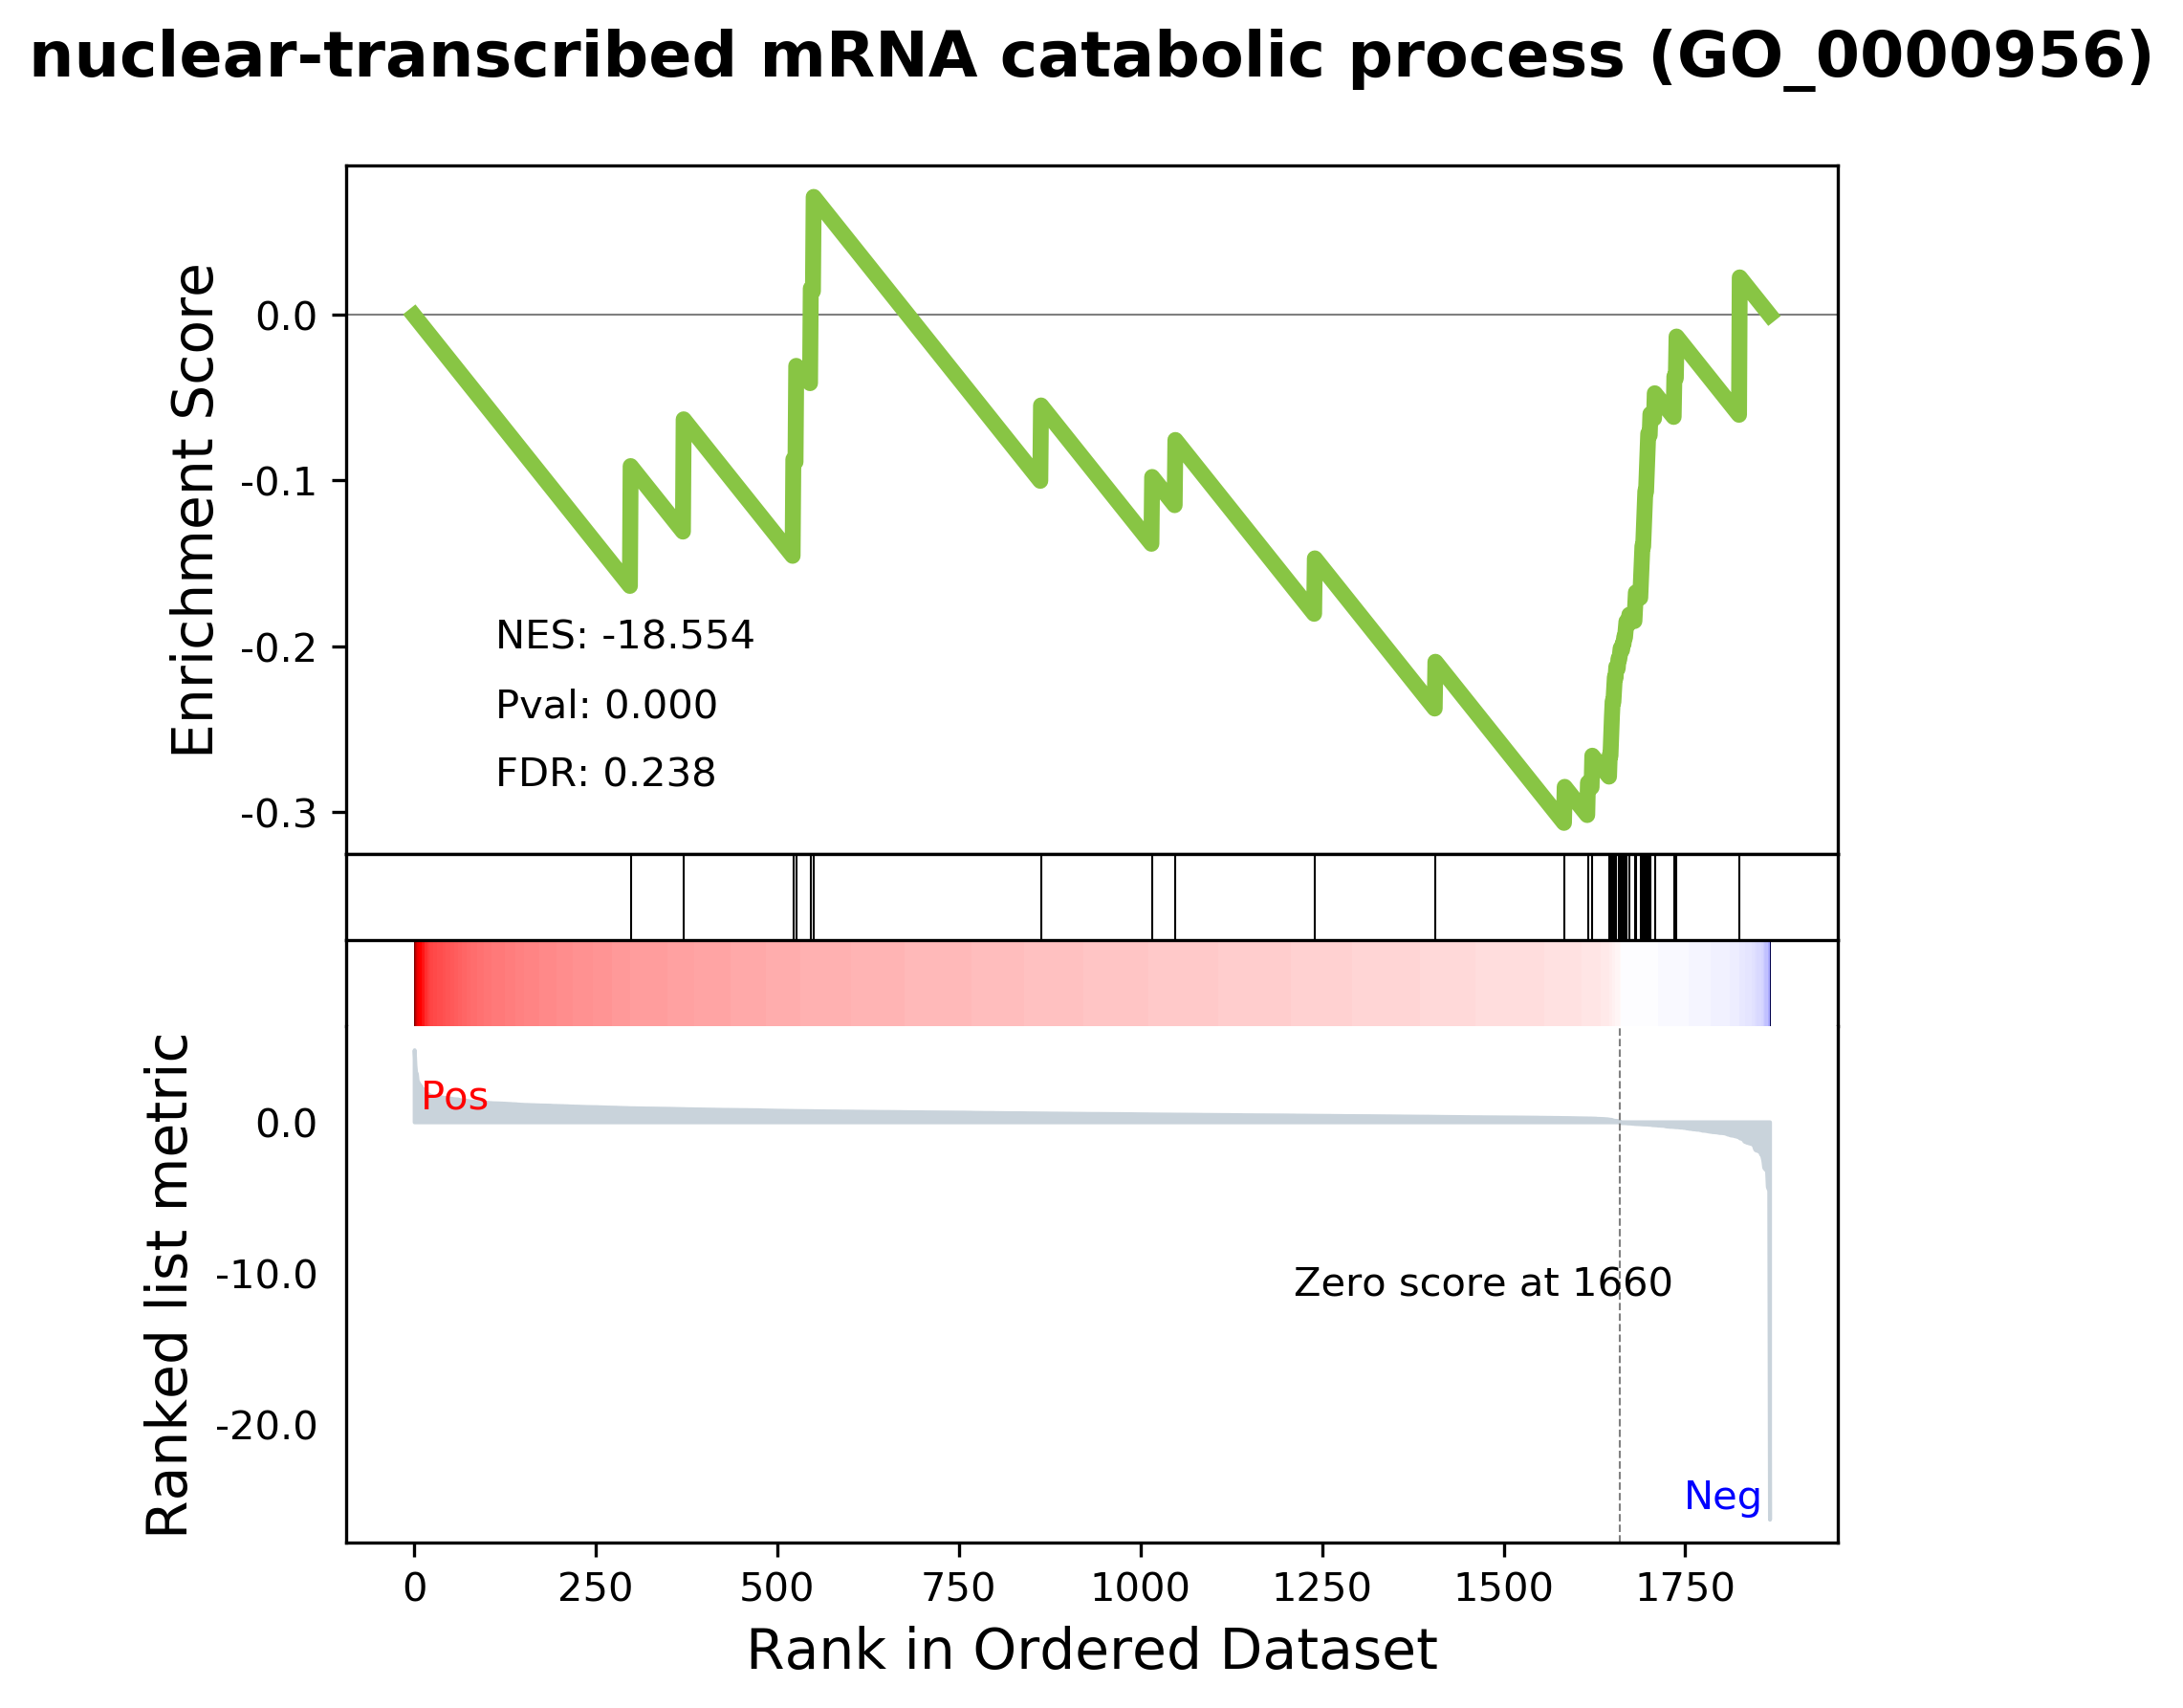 nuclear-transcribed mRNA catabolic process (GO_0000956)
Enrichment Score
0.0
-0.1
-0.2
-0.3
NES: -18.554
Pval: 0.000
FDR: 0.238
Ranked list metric
Pos
0.0
-10.0
-20.0
Zero score at 1660
Neg
0 250 500 750 1000 1250 1500 1750
Rank in Ordered Dataset